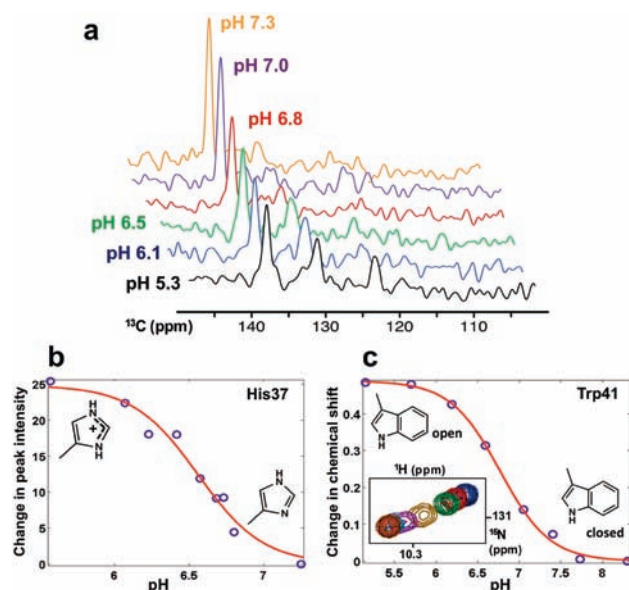 a
pH 7.3
pH 7.0
pH 6.8
pH 6.5
pH 6.1
pH 5.3
¹³C (ppm)
140
130
120
110
b
His37
Change in peak intensity
25
20
15
10
5
0
+
NH
HN
H
N
N
6
6.5
7
pH
c
Trp41
Change in chemical shift
0.4
0.3
0.2
0.1
0
N
H
open
¹H (ppm)
131
¹⁵N
(ppm)
10.3
N
H
closed
5.5
6
6.5
7
7.5
8
pH